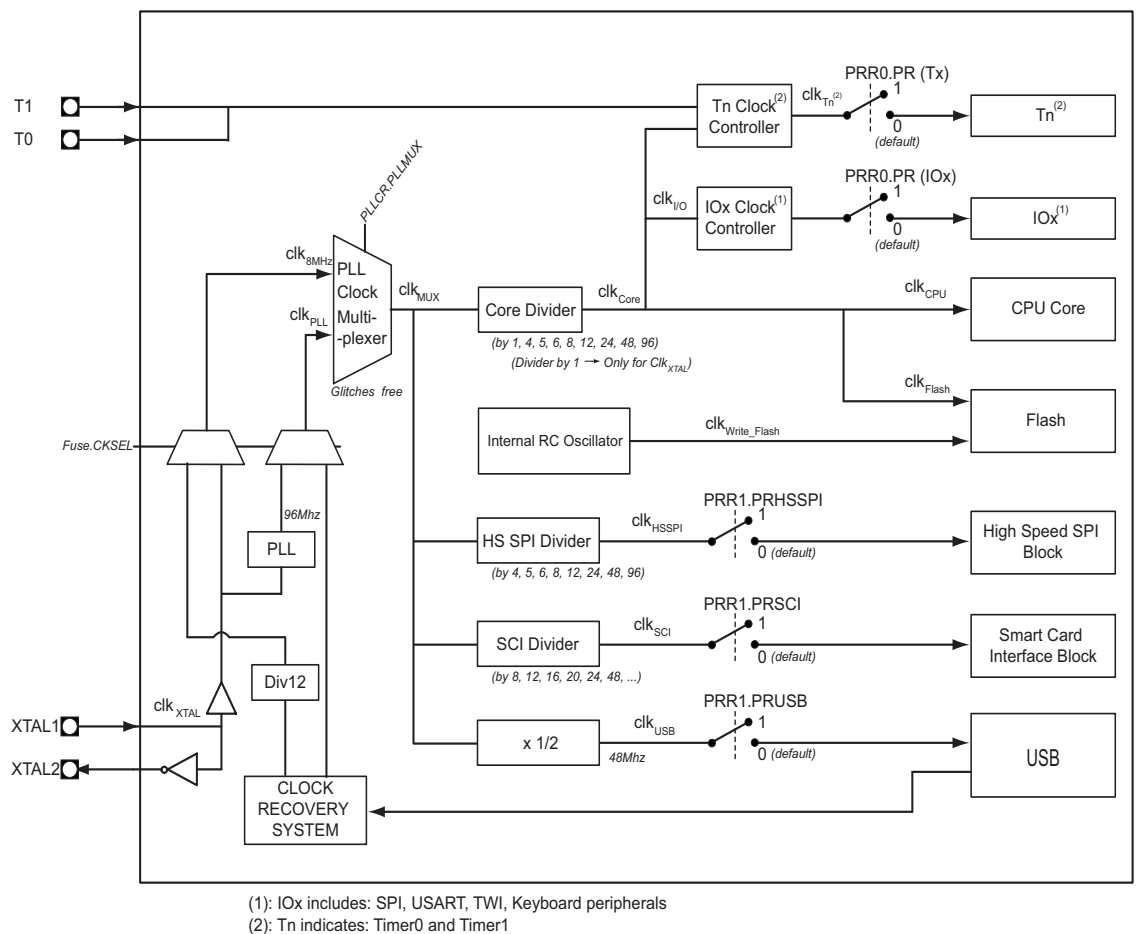 T1
T0
PLLCR.PLLMUX
Tn Clock(2)
Controller
clkTn(2)
PRR0.PR (Tx)
1
0
(default)
Tn(2)
clkI/O
IOx Clock(1)
Controller
PRR0.PR (IOx)
1
0
(default)
IOx(1)
clk8MHz
clkPLL
PLL
Clock
Multi-
-plexer
Glitches free
clkMUX
Core Divider
(by 1, 4, 5, 6, 8, 12, 24, 48, 96)
(Divider by 1 → Only for ClkXTAL)
clkCore
clkCPU
CPU Core
clkFlash
Flash
Internal RC Oscillator
clkWrite_Flash
Fuse.CKSEL
96Mhz
PLL
HS SPI Divider
(by 4, 5, 6, 8, 12, 24, 48, 96)
clkHSSPI
PRR1.PRHSSPI
1
0 (default)
High Speed SPI
Block
SCI Divider
(by 8, 12, 16, 20, 24, 48, ...)
clkSCI
PRR1.PRSCI
1
0 (default)
Smart Card
Interface Block
Div12
clkXTAL
XTAL1
XTAL2
x 1/2
clkUSB
48Mhz
PRR1.PRUSB
1
0 (default)
USB
CLOCK
RECOVERY
SYSTEM
(1): IOx includes: SPI, USART, TWI, Keyboard peripherals
(2): Tn indicates: Timer0 and Timer1